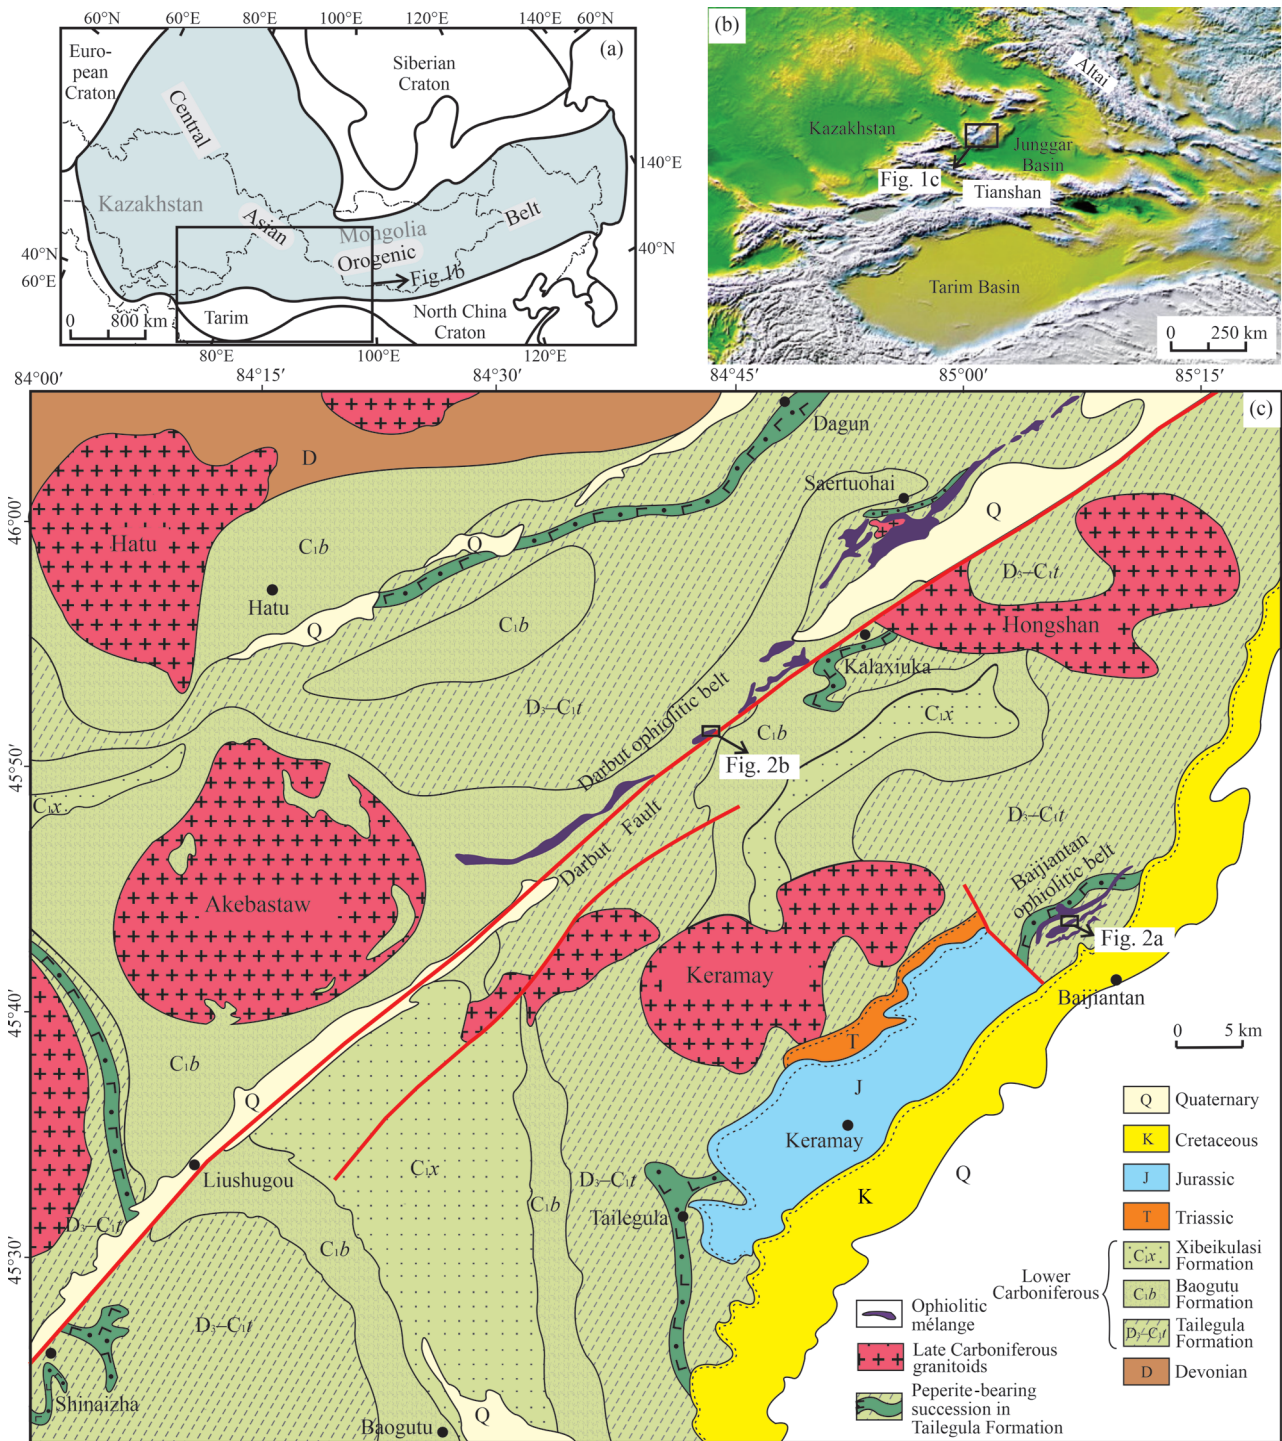 60°N 60°E 80°E 100°E 120°E 140°E 60°N
(a)
Euro-
pean
Craton
Siberian
Craton
Central
140°E
Kazakhstan
Asian
Mongolia
Belt
Orogenic
40°N
40°N
60°E
Fig. 1b
0 800 km
Tarim
North China
Craton
80°E 100°E 120°E
(b)
Altai
Kazakhstan
Junggar
Basin
Fig. 1c
Tianshan
Tarim Basin
0 250 km
84°00′ 84°15′ 84°30′ 84°45′ 85°00′ 85°15′
(c)
46°00′
45°50′
45°40′
45°30′
D
Dagun
Saertuohai
Q
Hatu
C₁b
Q
D₃–C₁t
Hatu
C₁b
Q
Hongshan
Kalaxiuka
D₃–C₁t
C₁x
Darbut ophiolitic belt
C₁b
Fig. 2b
C₁x
Fault
D₃–C₁t
Darbut
Baijiantan
ophiolitic belt
Akebastaw
Fig. 2a
Keramay
Baijiantan
0 5 km
T
C₁b
J
Q
Keramay
C₁x
Liushugou
D₃–C₁t
K
Q
Tailegula
D₃–C₁t
C₁b
C₁b
D₃–C₁t
Shinaizha
Baogutu
Q
Q Quaternary
K Cretaceous
J Jurassic
T Triassic
Lower
Carboniferous
C₁x Xibeikulasi
Formation
C₁b Baogutu
Formation
D₃–C₁t Tailegula
Formation
D Devonian
Ophiolitic
mélange
Late Carboniferous
granitoids
Peperite-bearing
succession in
Tailegula Formation